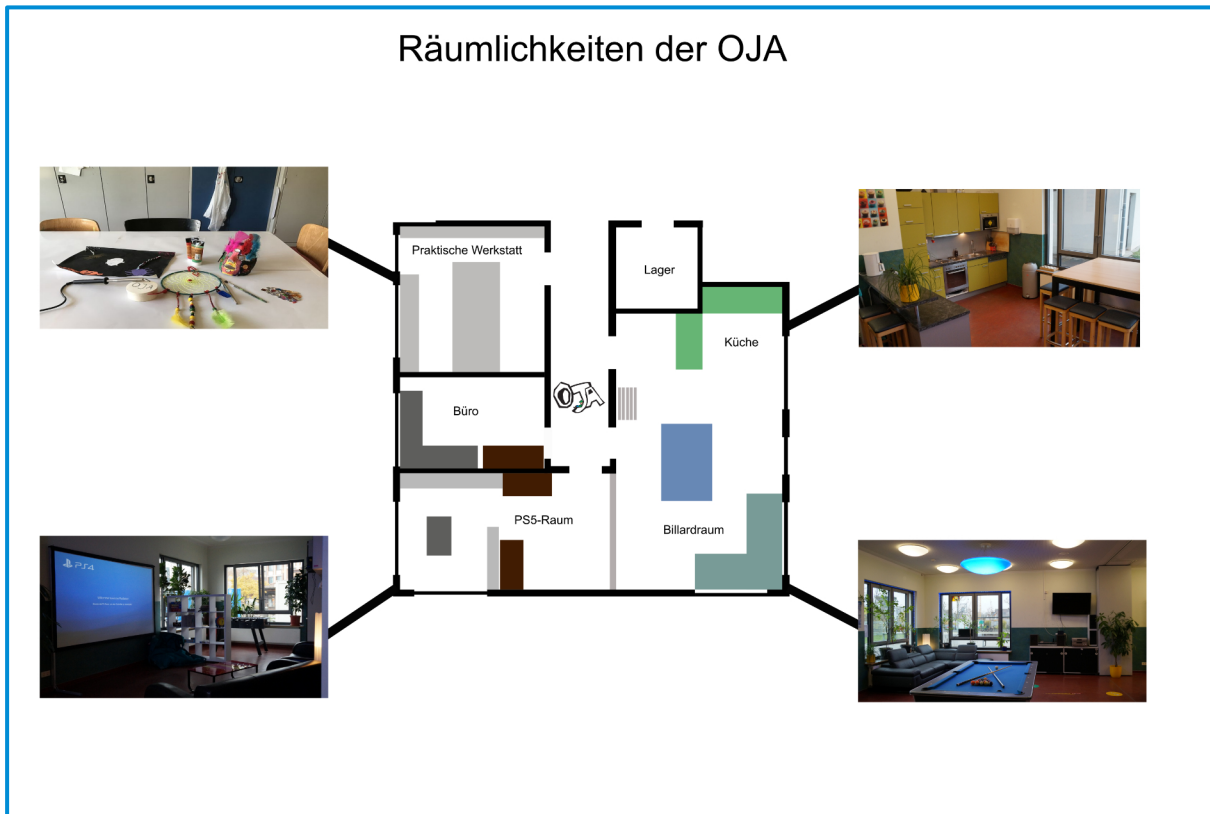 Räumlichkeiten der OJA
Praktische Werkstatt
Lager
Küche
OJA
Büro
PS5-Raum
Billardraum
PS4